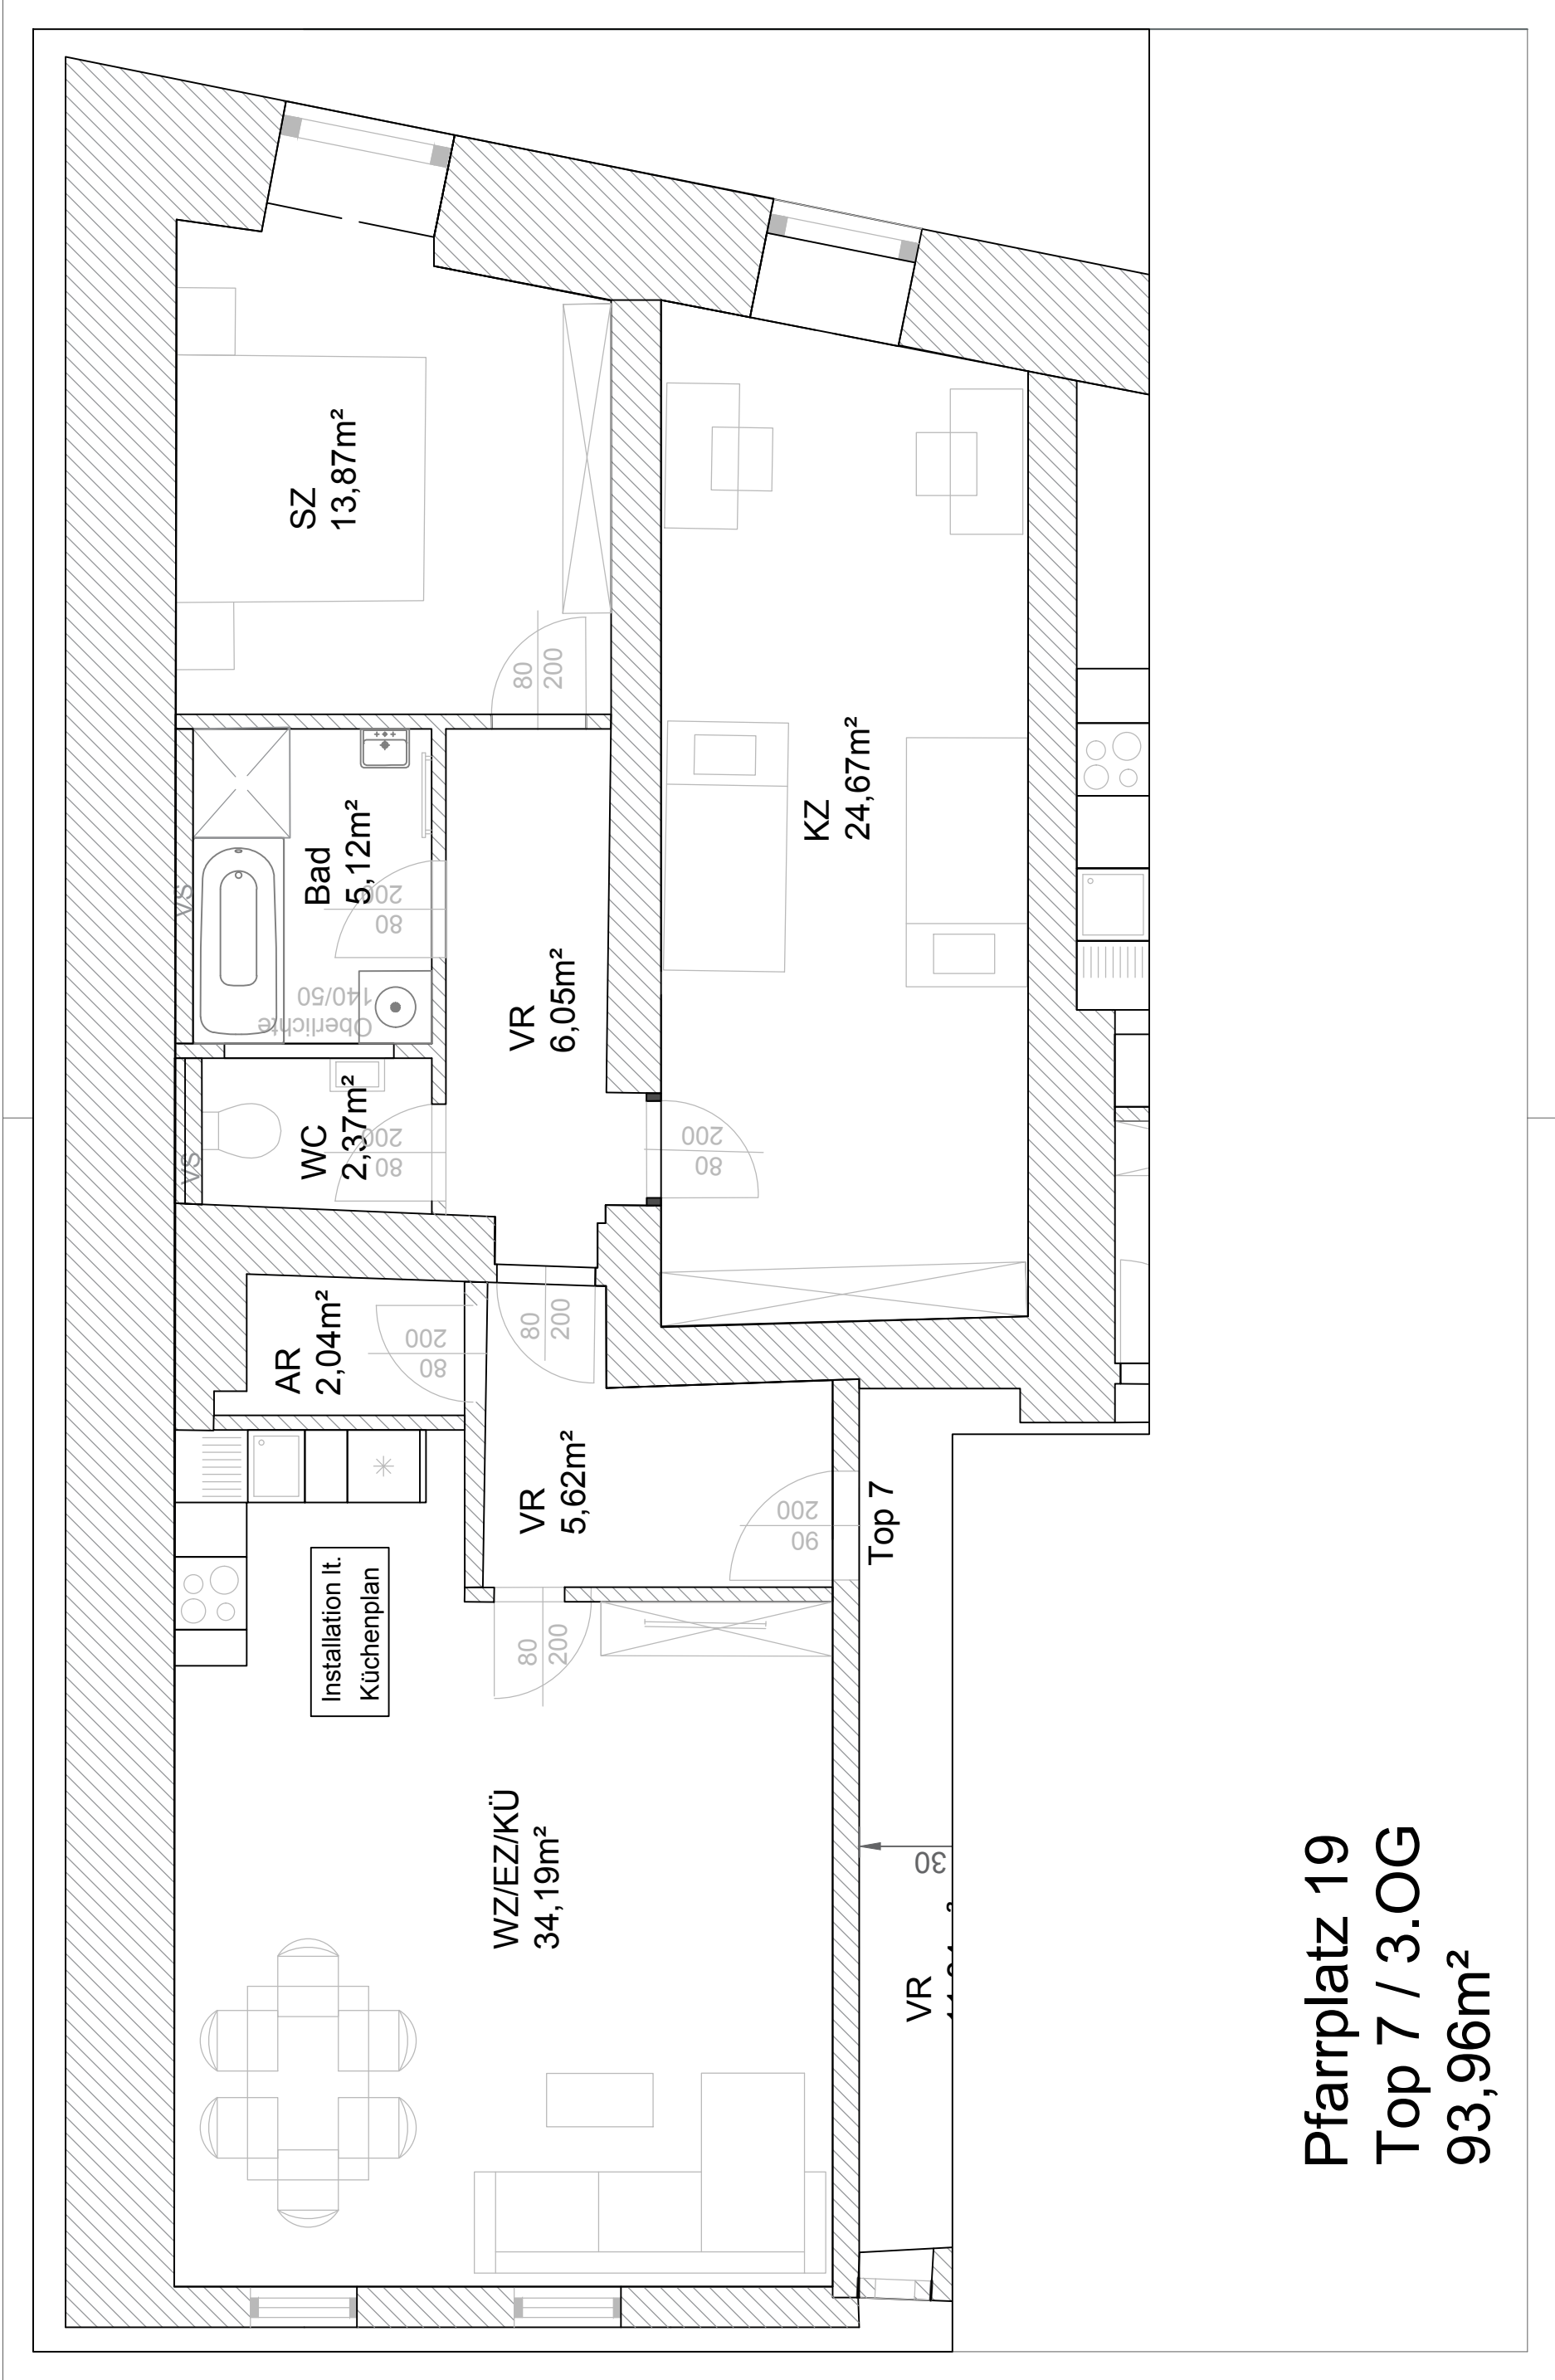 SZ
13,87m²
80
200
VS
Bad
5,12m²
80
200
Oberlichte
140/50
VR
6,05m²
KZ
24,67m²
VS
WC
2,37m²
80
200
80
200
AR
2,04m²
80
200
80
200
VR
5,62m²
90
200
Top 7
Installation lt.
Küchenplan
80
200
WZ/EZ/KÜ
34,19m²
30
VR
Pfarrplatz 19
Top 7 / 3.OG
93,96m²